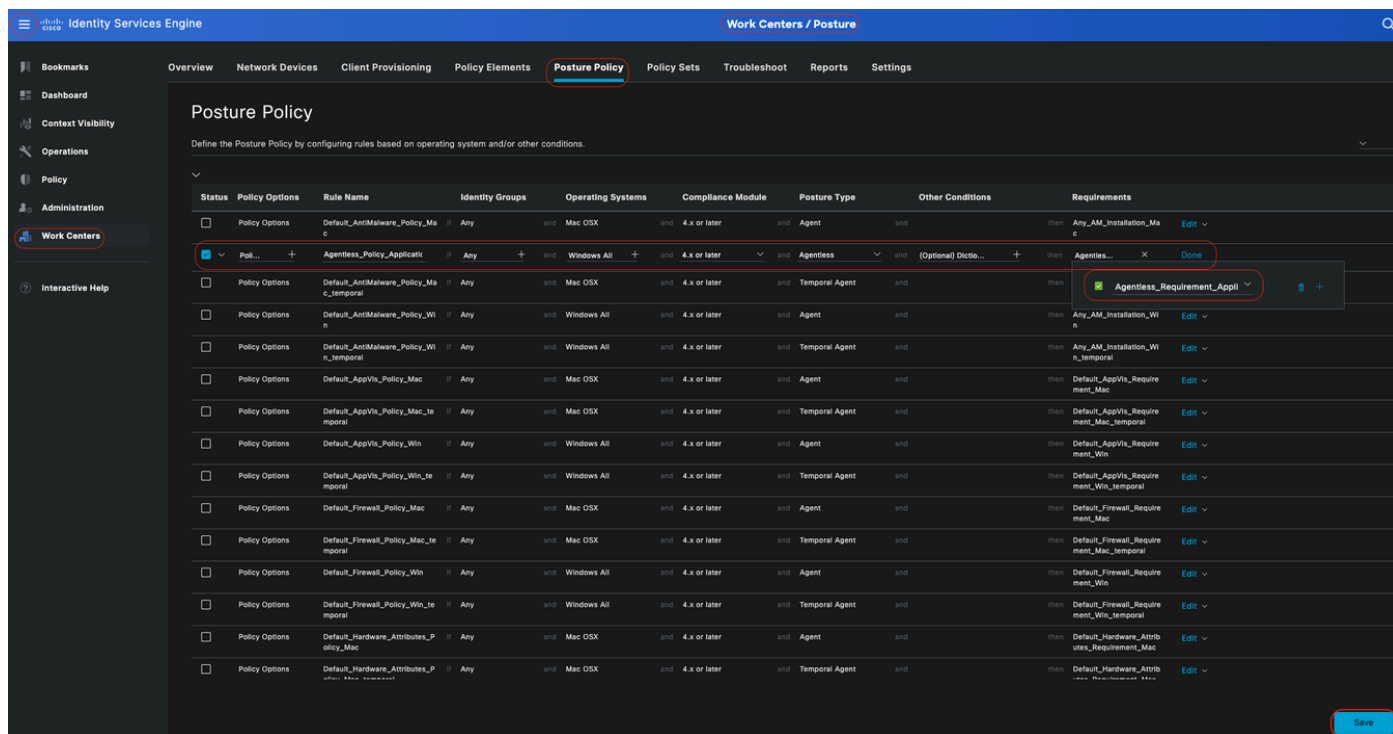 cisco Identity Services Engine
Work Centers / Posture
Bookmarks
Dashboard
Context Visibility
Operations
Policy
Administration
Work Centers
Interactive Help
Overview Network Devices Client Provisioning Policy Elements Posture Policy Policy Sets Troubleshoot Reports Settings
Posture Policy
Define the Posture Policy by configuring rules based on operating system and/or other conditions.
Status Policy Options Rule Name Identity Groups Operating Systems Compliance Module Posture Type Other Conditions Requirements
Policy Options Default_AntiMalware_Policy_Ma If Any and Mac OSX and 4.x or later and Agent and then Any_AM_Installation_Ma Edit
c c
Poli... + Agentless_Policy_Applicatic If Any + and Windows All + and 4.x or later and Agentless and (Optional) Dictio... + then Agentles... X Done
Agentless_Requirement_Appli +
Policy Options Default_AntiMalware_Policy_Ma If Any and Mac OSX and 4.x or later and Temporal Agent and then
c_temporal
Policy Options Default_AntiMalware_Policy_Wi If Any and Windows All and 4.x or later and Agent and then Any_AM_Installation_Wi Edit
n n
Policy Options Default_AntiMalware_Policy_Wi If Any and Windows All and 4.x or later and Temporal Agent and then Any_AM_Installation_Wi Edit
n_temporal n_temporal
Policy Options Default_AppVis_Policy_Mac If Any and Mac OSX and 4.x or later and Agent and then Default_AppVis_Require Edit
ment_Mac
Policy Options Default_AppVis_Policy_Mac_te If Any and Mac OSX and 4.x or later and Temporal Agent and then Default_AppVis_Require Edit
mporal ment_Mac_temporal
Policy Options Default_AppVis_Policy_Win If Any and Windows All and 4.x or later and Agent and then Default_AppVis_Require Edit
ment_Win
Policy Options Default_AppVis_Policy_Win_te If Any and Windows All and 4.x or later and Temporal Agent and then Default_AppVis_Require Edit
mporal ment_Win_temporal
Policy Options Default_Firewall_Policy_Mac If Any and Mac OSX and 4.x or later and Agent and then Default_Firewall_Require Edit
ment_Mac
Policy Options Default_Firewall_Policy_Mac_te If Any and Mac OSX and 4.x or later and Temporal Agent and then Default_Firewall_Require Edit
mporal ment_Mac_temporal
Policy Options Default_Firewall_Policy_Win If Any and Windows All and 4.x or later and Agent and then Default_Firewall_Require Edit
ment_Win
Policy Options Default_Firewall_Policy_Win_te If Any and Windows All and 4.x or later and Temporal Agent and then Default_Firewall_Require Edit
mporal ment_Win_temporal
Policy Options Default_Hardware_Attributes_P If Any and Mac OSX and 4.x or later and Agent and then Default_Hardware_Attrib Edit
olicy_Mac utes_Requirement_Mac
Policy Options Default_Hardware_Attributes_P If Any and Mac OSX and 4.x or later and Temporal Agent and then Default_Hardware_Attrib Edit
Save